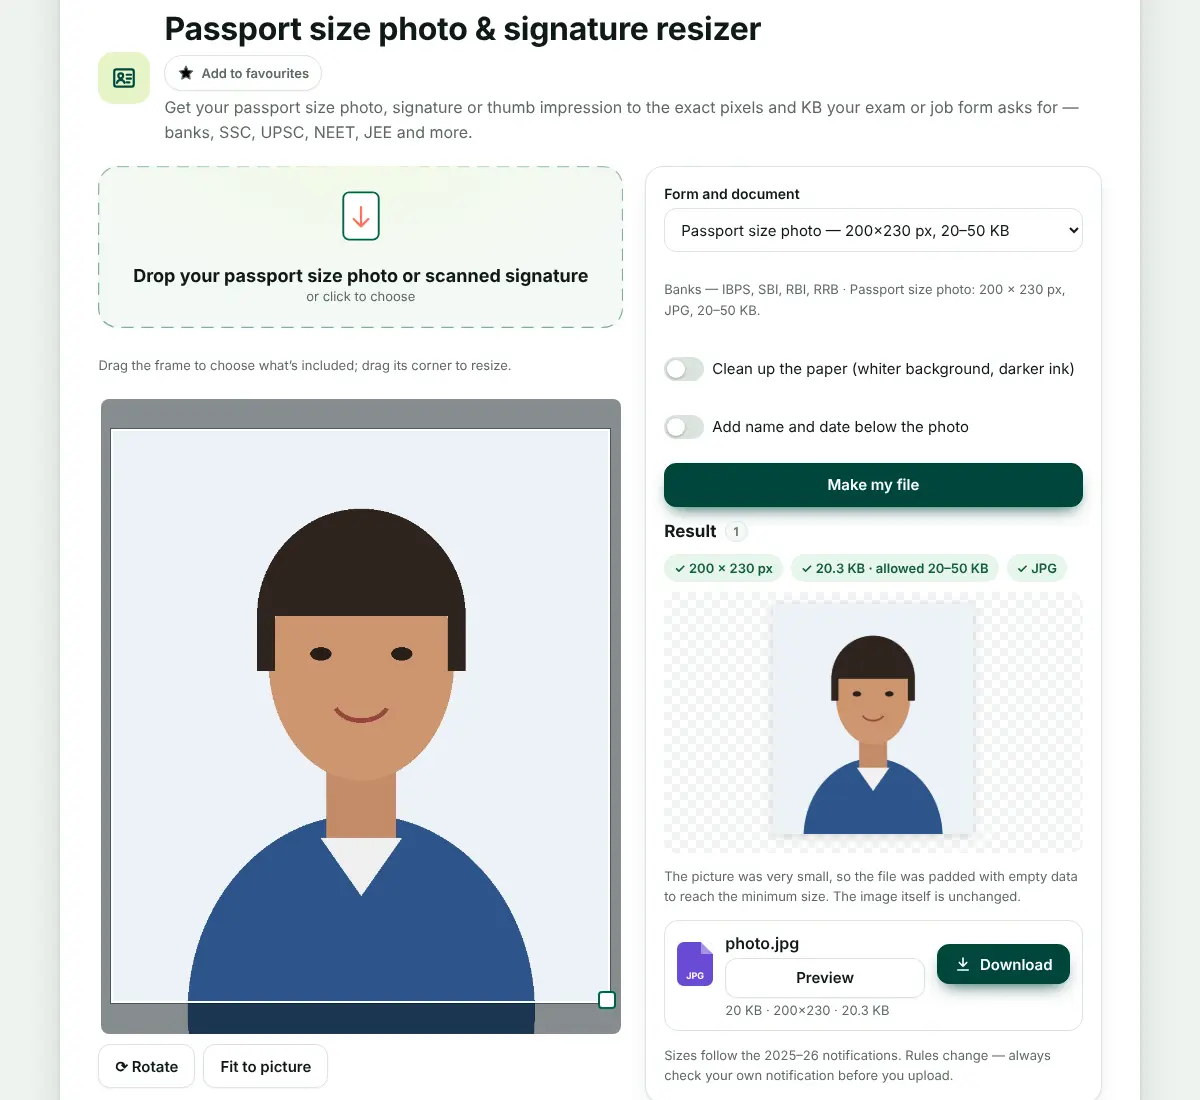 Passport size photo & signature resizer
★ Add to favourites
Get your passport size photo, signature or thumb impression to the exact pixels and KB your exam or job form asks for —
banks, SSC, UPSC, NEET, JEE and more.
Drop your passport size photo or scanned signature
or click to choose
Drag the frame to choose what’s included; drag its corner to resize.
⟳ Rotate
Fit to picture
Form and document
Passport size photo — 200×230 px, 20–50 KB
Banks — IBPS, SBI, RBI, RRB · Passport size photo: 200 × 230 px,
JPG, 20–50 KB.
Clean up the paper (whiter background, darker ink)
Add name and date below the photo
Make my file
Result 1
✓ 200 × 230 px ✓ 20.3 KB · allowed 20–50 KB ✓ JPG
The picture was very small, so the file was padded with empty data
to reach the minimum size. The image itself is unchanged.
JPG
photo.jpg
Preview
Download
20 KB · 200×230 · 20.3 KB
Sizes follow the 2025–26 notifications. Rules change — always
check your own notification before you upload.